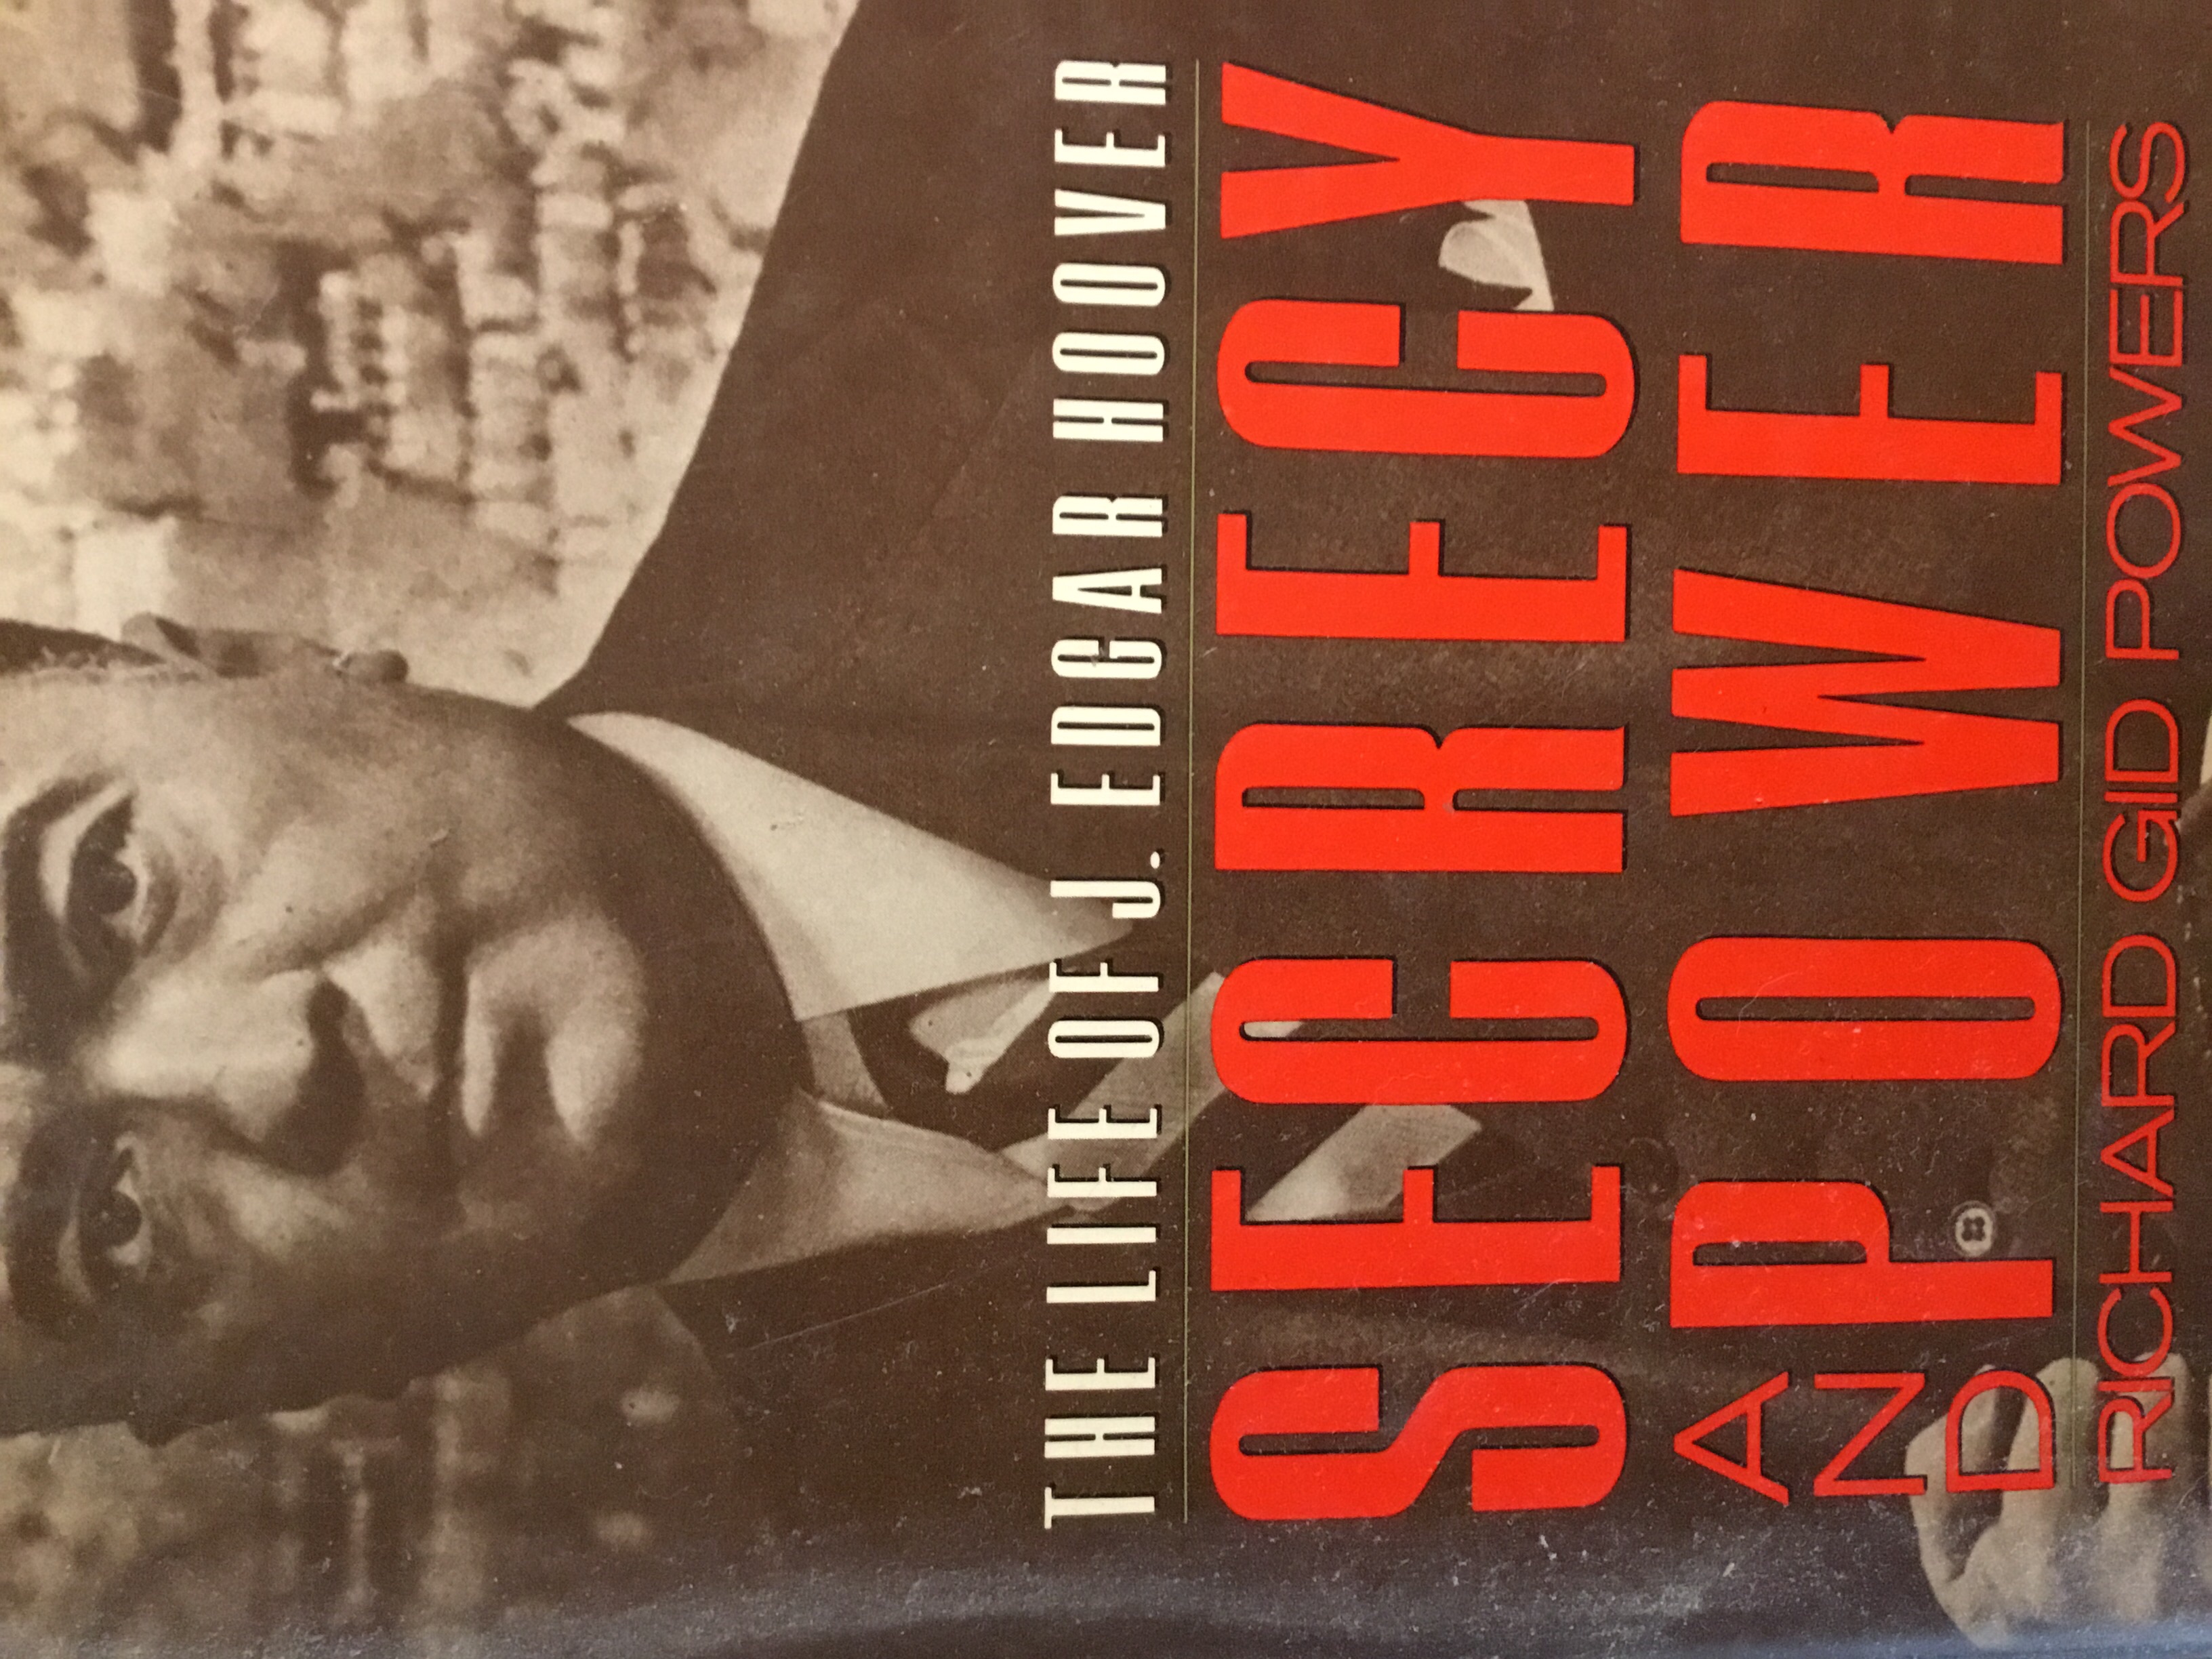 THE LIFE OF J. EDGAR HOOVER
SECRECY
AND POWER
RICHARD GID POWERS